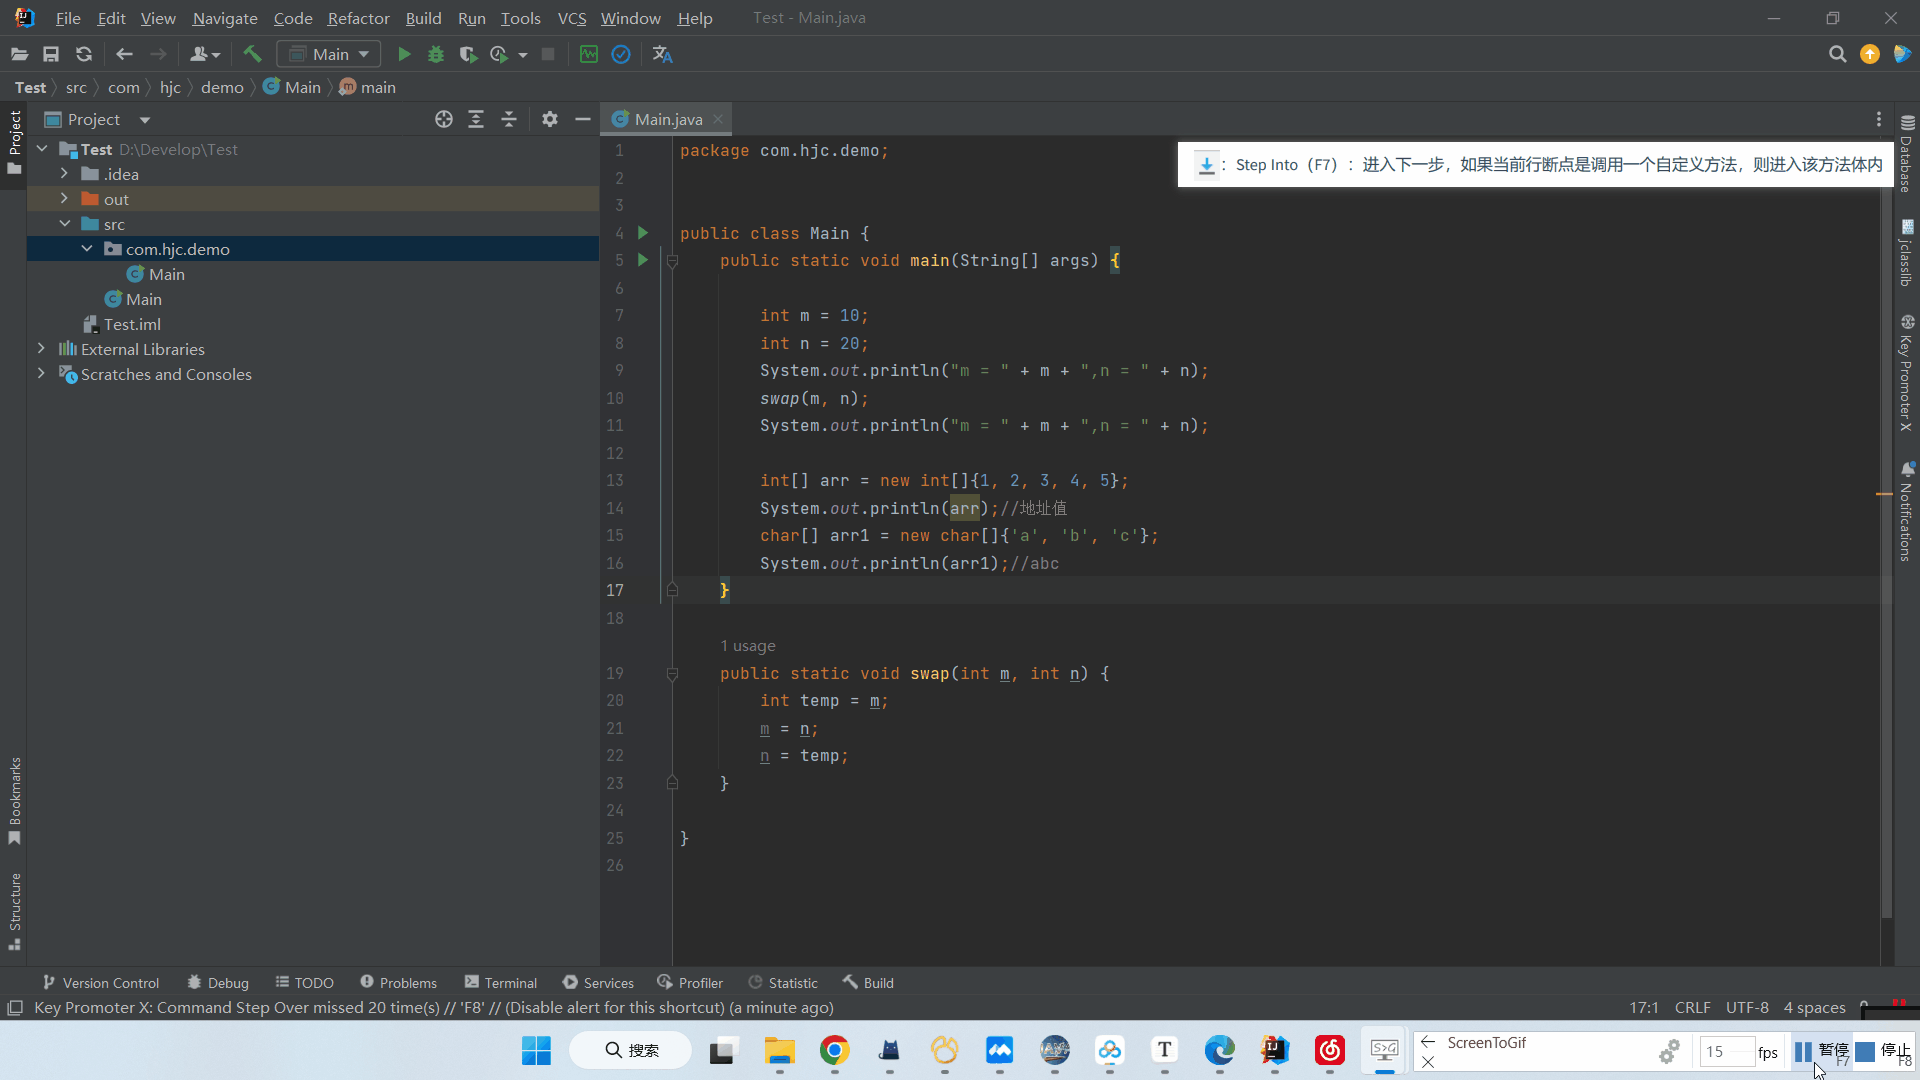 File Edit View Navigate Code Refactor Build Run Tools VCS Window Help Test - Main.java
Main
Test src com hjc demo Main main
Project
Main.java
Project
Test D:\Develop\Test
.idea
out
src
com.hjc.demo
Main
Main
Test.iml
External Libraries
Scratches and Consoles
Bookmarks
Structure
: Step Into（F7）：进入下一步，如果当前行断点是调用一个自定义方法，则进入该方法体内
1 package com.hjc.demo;
2
3
4 public class Main {
5 public static void main(String[] args) {
6
7 int m = 10;
8 int n = 20;
9 System.out.println("m = " + m + ",n = " + n);
10 swap(m, n);
11 System.out.println("m = " + m + ",n = " + n);
12
13 int[] arr = new int[]{1, 2, 3, 4, 5};
14 System.out.println(arr);//地址值
15 char[] arr1 = new char[]{'a', 'b', 'c'};
16 System.out.println(arr1);//abc
17 }
18
1 usage
19 public static void swap(int m, int n) {
20 int temp = m;
21 m = n;
22 n = temp;
23 }
24
25 }
26
Database
jclasslib
Key Promoter X
Notifications
Version Control Debug TODO Problems Terminal Services Profiler Statistic Build
Key Promoter X: Command Step Over missed 20 time(s) // 'F8' // (Disable alert for this shortcut) (a minute ago) 17:1 CRLF UTF-8 4 spaces
搜索
T
S>G
ScreenToGif
15 fps 暂停 F7 停止 F8